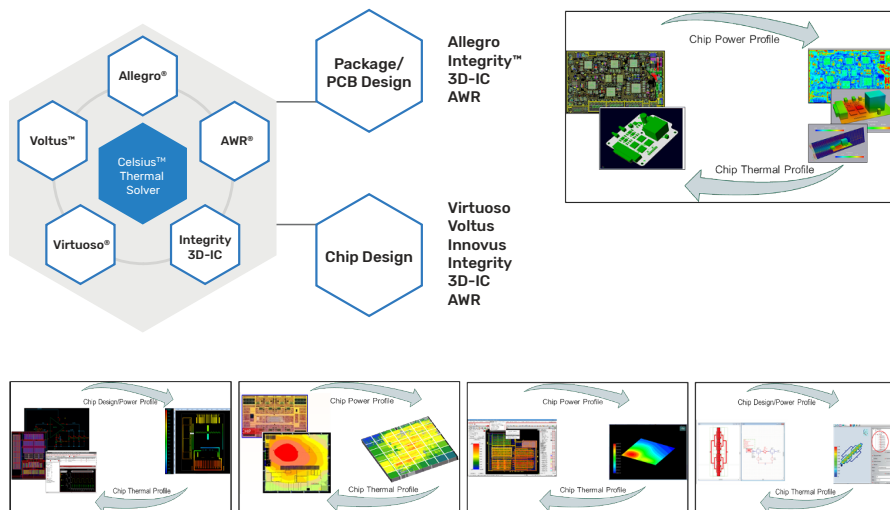 Allegro®
Voltus™
AWR®
Celsius™
Thermal
Solver
Virtuoso®
Integrity
3D-IC
Package/
PCB Design
Allegro
Integrity™
3D-IC
AWR
Chip Design
Virtuoso
Voltus
Innovus
Integrity
3D-IC
AWR
Chip Power Profile
Chip Thermal Profile
Chip Design/Power Profile
Chip Thermal Profile
Chip Power Profile
Chip Thermal Profile
Chip Power Profile
Chip Thermal Profile
Chip Design/Power Profile
Chip Thermal Profile